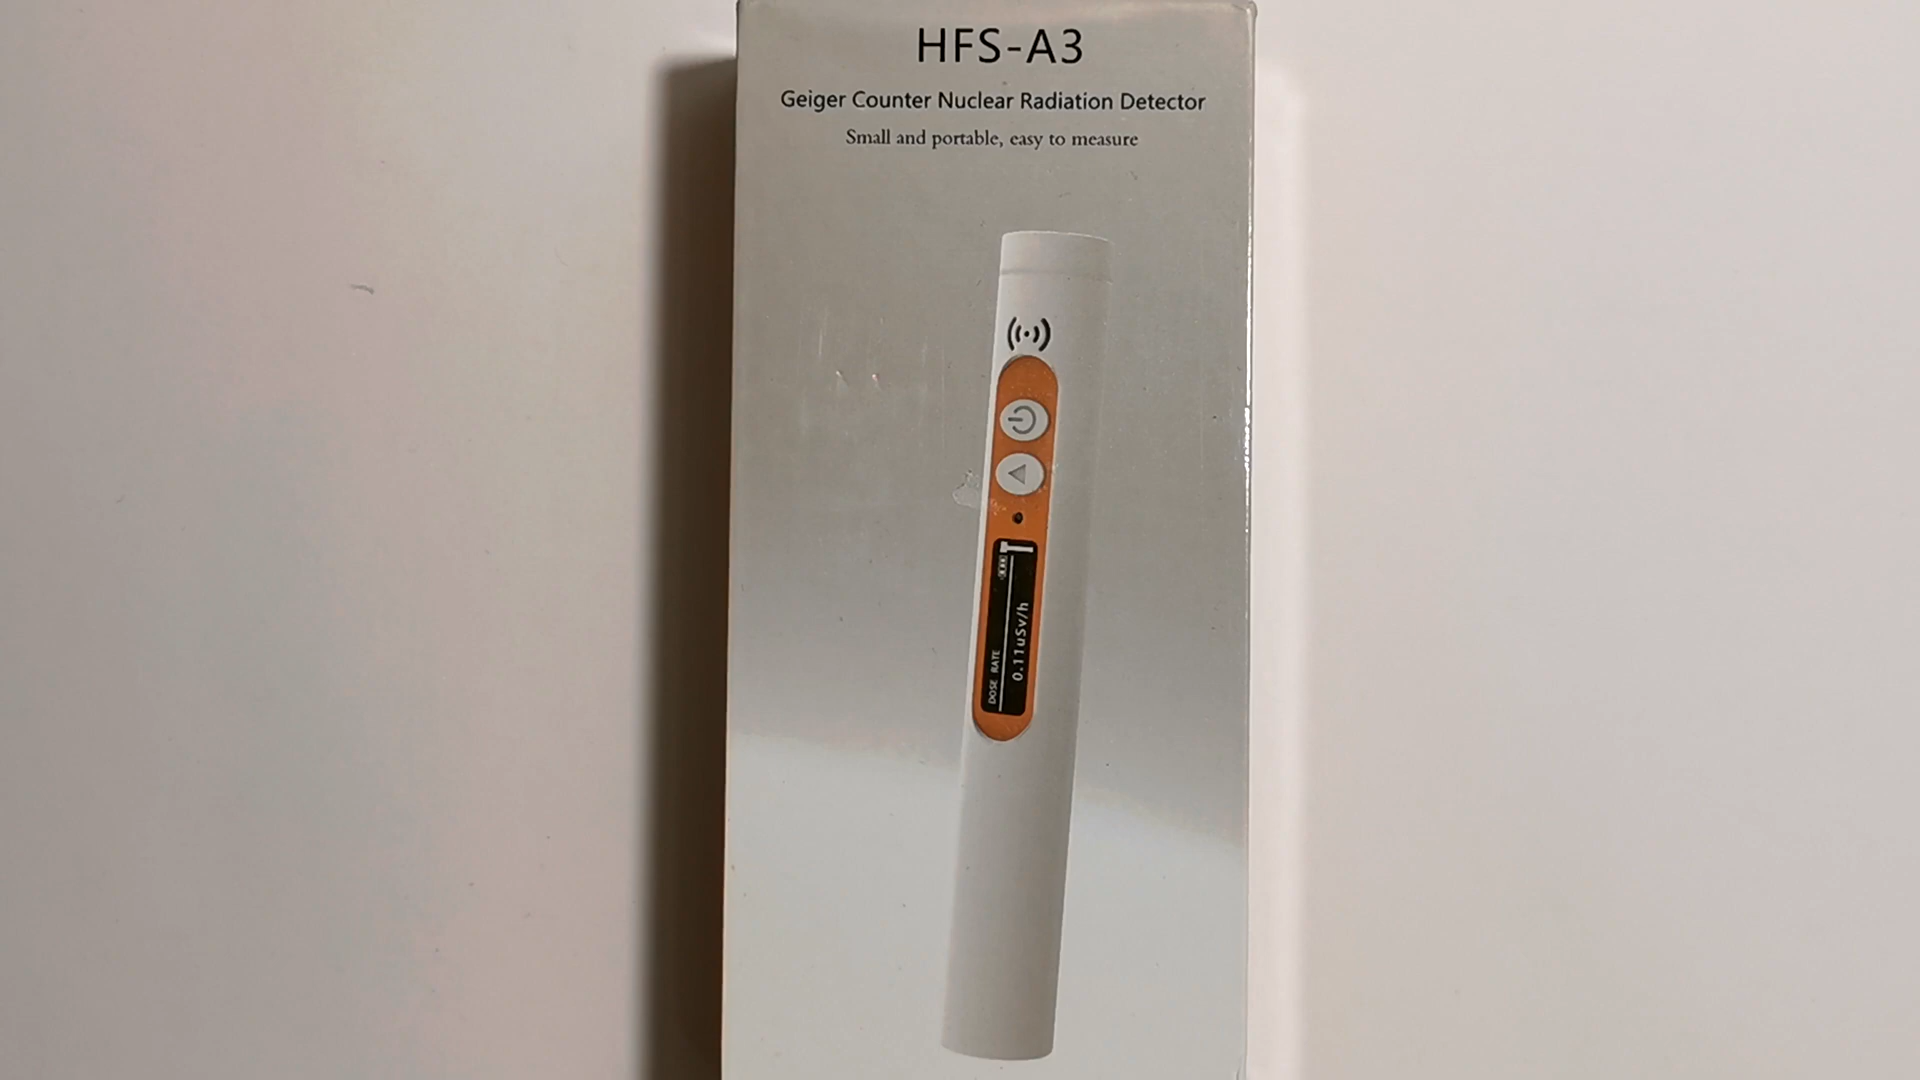 HFS-A3
Geiger Counter Nuclear Radiation Detector
Small and portable, easy to measure
DOSE RATE
0.11uSv/h